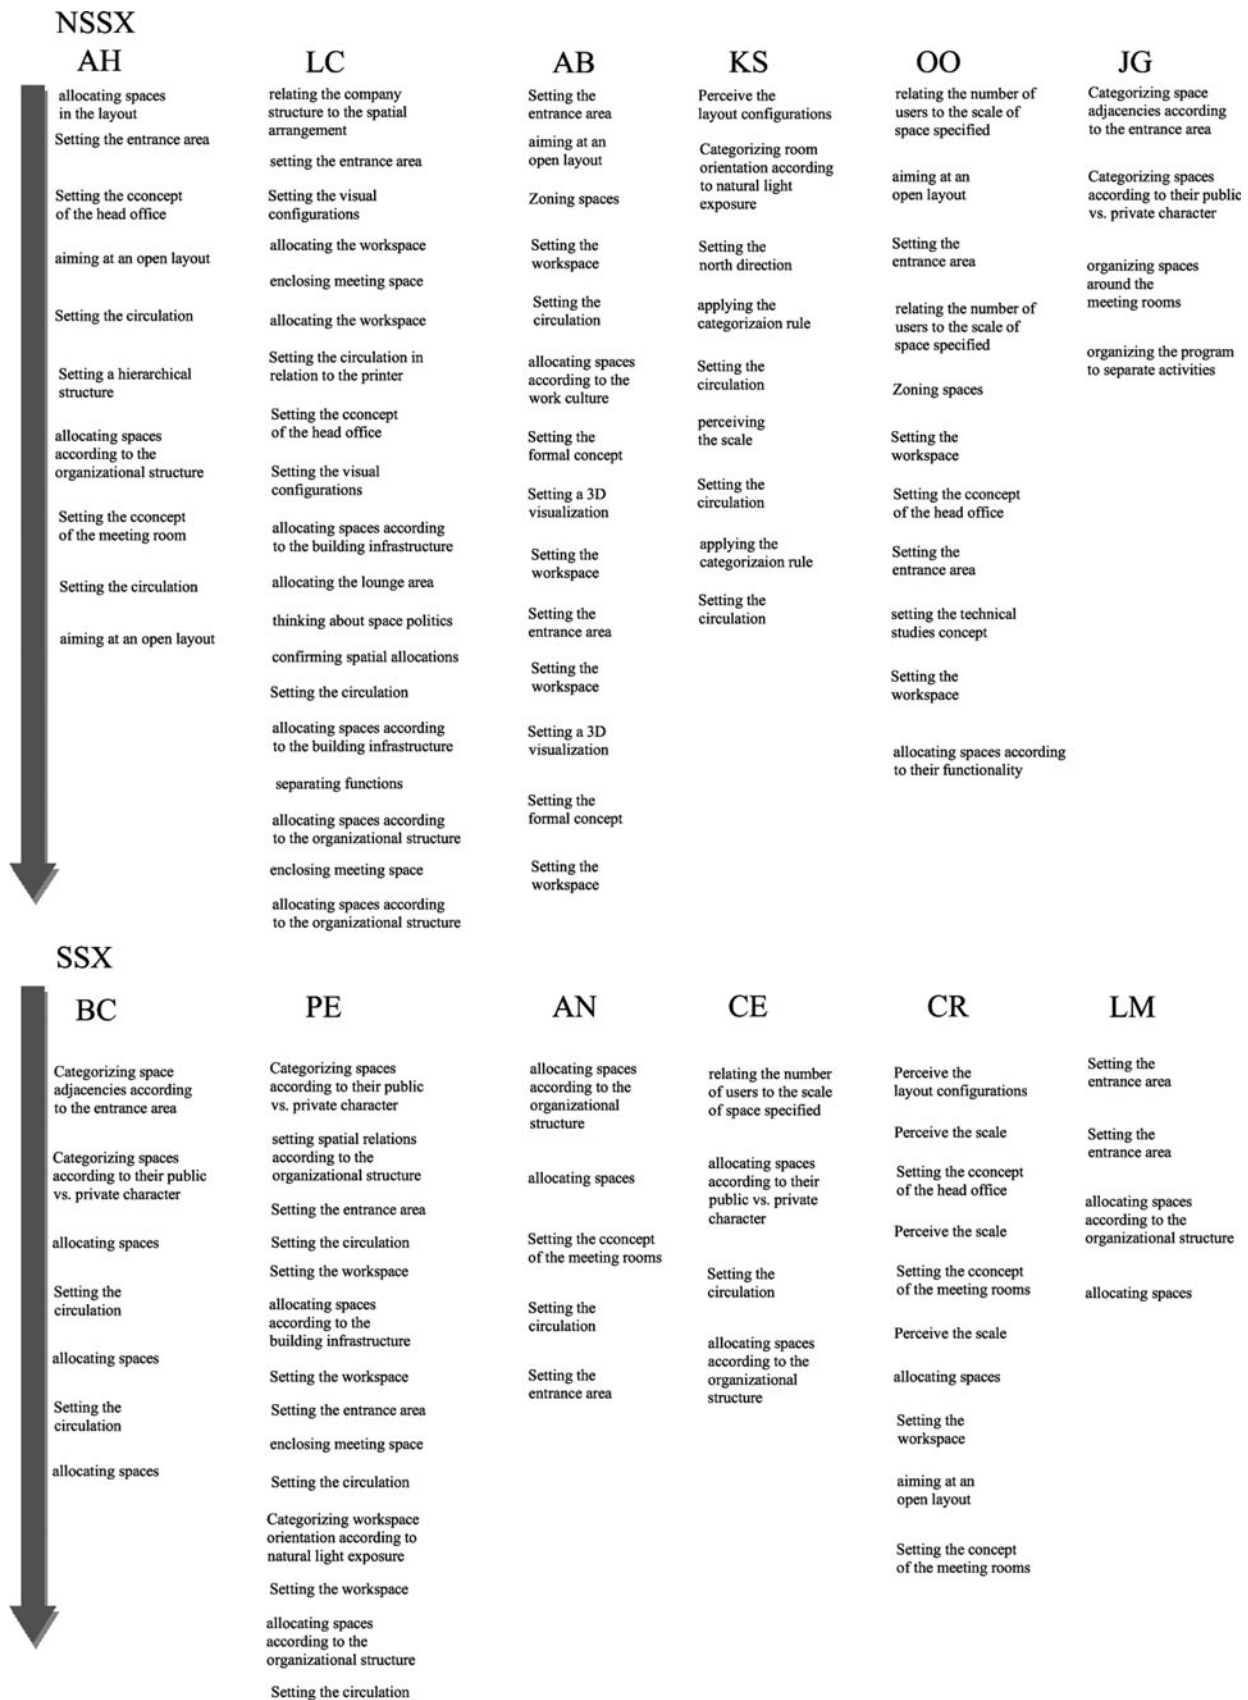 NSSX
AH
allocating spaces
in the layout
Setting the entrance area
Setting the cconcept
of the head office
aiming at an open layout
Setting the circulation
Setting a hierarchical
structure
allocating spaces
according to the
organizational structure
Setting the cconcept
of the meeting room
Setting the circulation
aiming at an open layout
LC
relating the company
structure to the spatial
arrangement
setting the entrance area
Setting the visual
configurations
allocating the workspace
enclosing meeting space
allocating the workspace
Setting the circulation in
relation to the printer
Setting the cconcept
of the head office
Setting the visual
configurations
allocating spaces according
to the building infrastructure
allocating the lounge area
thinking about space politics
confirming spatial allocations
Setting the circulation
allocating spaces according
to the building infrastructure
separating functions
allocating spaces according
to the organizational structure
enclosing meeting space
allocating spaces according
to the organizational structure
AB
Setting the
entrance area
aiming at an
open layout
Zoning spaces
Setting the
workspace
Setting the
circulation
allocating spaces
according to the
work culture
Setting the
formal concept
Setting a 3D
visualization
Setting the
workspace
Setting the
entrance area
Setting the
workspace
Setting a 3D
visualization
Setting the
formal concept
Setting the
workspace
KS
Perceive the
layout configurations
Categorizing room
orientation according
to natural light
exposure
Setting the
north direction
applying the
categorizaion rule
Setting the
circulation
perceiving
the scale
Setting the
circulation
applying the
categorizaion rule
Setting the
circulation
OO
relating the number of
users to the scale of
space specified
aiming at an
open layout
Setting the
entrance area
relating the number of
users to the scale of
space specified
Zoning spaces
Setting the
workspace
Setting the cconcept
of the head office
Setting the
entrance area
setting the technical
studies concept
Setting the
workspace
allocating spaces according
to their functionality
JG
Categorizing space
adjacencies according
to the entrance area
Categorizing spaces
according to their public
vs. private character
organizing spaces
around the
meeting rooms
organizing the program
to separate activities
SSX
BC
Categorizing space
adjacencies according
to the entrance area
Categorizing spaces
according to their public
vs. private character
allocating spaces
Setting the
circulation
allocating spaces
Setting the
circulation
allocating spaces
PE
Categorizing spaces
according to their public
vs. private character
setting spatial relations
according to the
organizational structure
Setting the entrance area
Setting the circulation
Setting the workspace
allocating spaces
according to the
building infrastructure
Setting the workspace
Setting the entrance area
enclosing meeting space
Setting the circulation
Categorizing workspace
orientation according to
natural light exposure
Setting the workspace
allocating spaces
according to the
organizational structure
Setting the circulation
AN
allocating spaces
according to the
organizational
structure
allocating spaces
Setting the cconcept
of the meeting rooms
Setting the
circulation
Setting the
entrance area
CE
relating the number
of users to the scale
of space specified
allocating spaces
according to their
public vs. private
character
Setting the
circulation
allocating spaces
according to the
organizational
structure
CR
Perceive the
layout configurations
Perceive the scale
Setting the cconcept
of the head office
Perceive the scale
Setting the cconcept
of the meeting rooms
Perceive the scale
allocating spaces
Setting the
workspace
aiming at an
open layout
Setting the concept
of the meeting rooms
LM
Setting the
entrance area
Setting the
entrance area
allocating spaces
according to the
organizational structure
allocating spaces